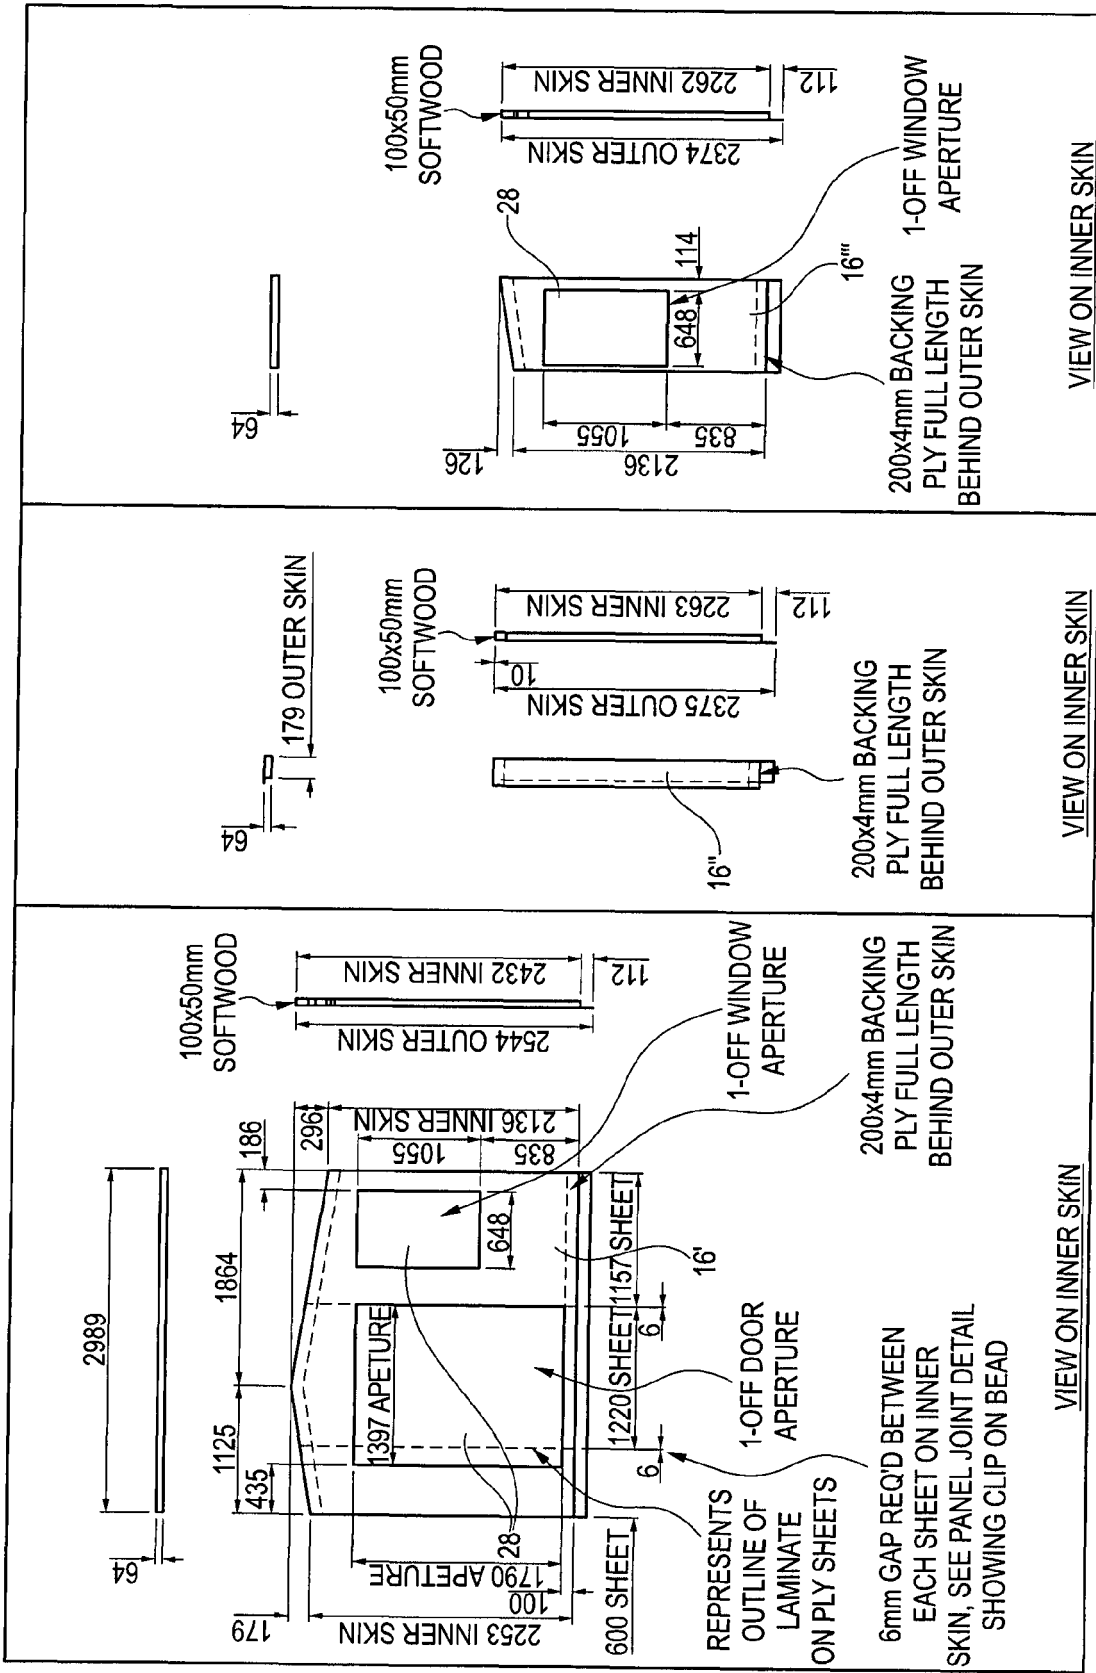 2989
64
1125
1864
186
179
435
296
100x50mm
SOFTWOOD
2253 INNER SKIN
1790 APETURE
100
1397 APETURE
28
648
1055
835
2136 INNER SKIN
2544 OUTER SKIN
2432 INNER SKIN
112
600 SHEET
6
1220 SHEET
6
1157 SHEET
16'
1-OFF WINDOW
APERTURE
1-OFF DOOR
APERTURE
REPRESENTS
OUTLINE OF
LAMINATE
ON PLY SHEETS
200x4mm BACKING
PLY FULL LENGTH
BEHIND OUTER SKIN
6mm GAP REQ'D BETWEEN
EACH SHEET ON INNER
SKIN, SEE PANEL JOINT DETAIL
SHOWING CLIP ON BEAD
VIEW ON INNER SKIN
64
179 OUTER SKIN
100x50mm
SOFTWOOD
10
2375 OUTER SKIN
2263 INNER SKIN
112
16"
200x4mm BACKING
PLY FULL LENGTH
BEHIND OUTER SKIN
VIEW ON INNER SKIN
64
100x50mm
SOFTWOOD
28
126
2136
1055
835
648
114
2374 OUTER SKIN
2262 INNER SKIN
112
16'''
1-OFF WINDOW
APERTURE
200x4mm BACKING
PLY FULL LENGTH
BEHIND OUTER SKIN
VIEW ON INNER SKIN